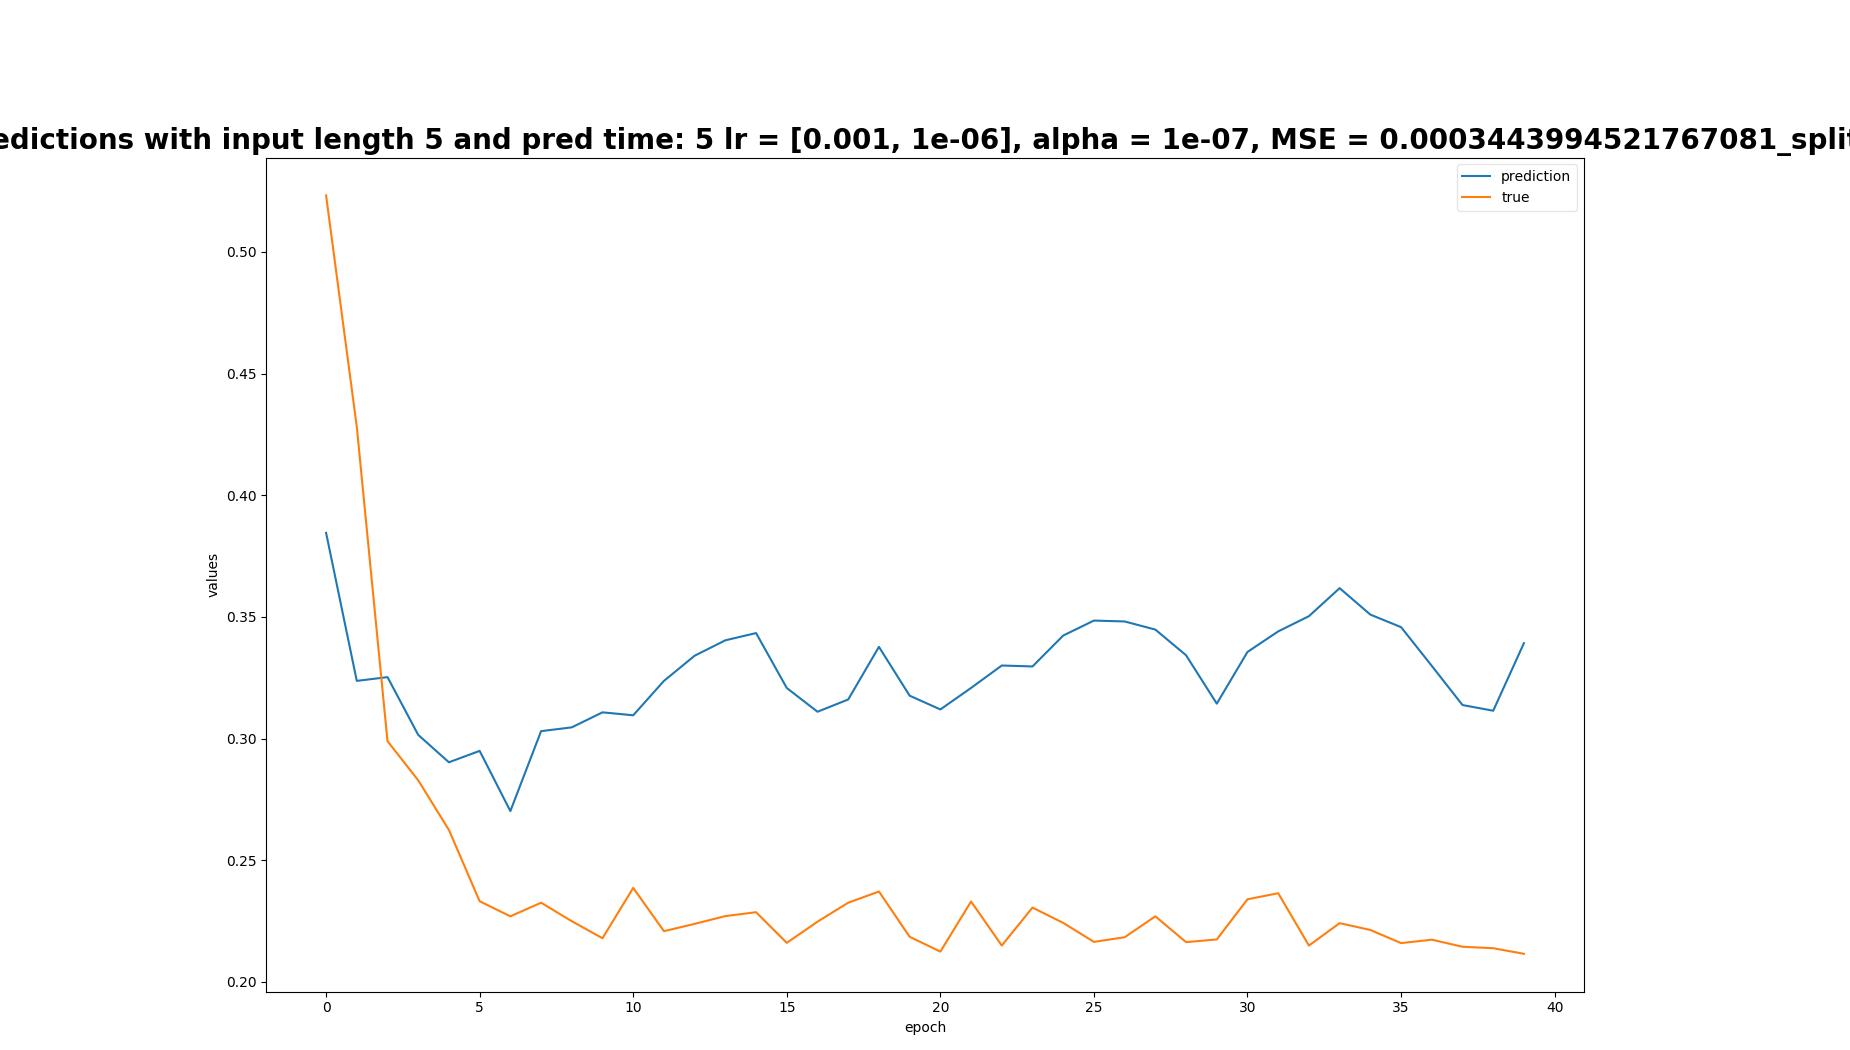 edictions with input length 5 and pred time: 5 lr = [0.001, 1e-06], alpha = 1e-07, MSE = 0.0003443994521767081_split
prediction
true
0.50
0.45
0.40
0.35
0.30
0.25
0.20
values
0 5 10 15 20 25 30 35 40
epoch